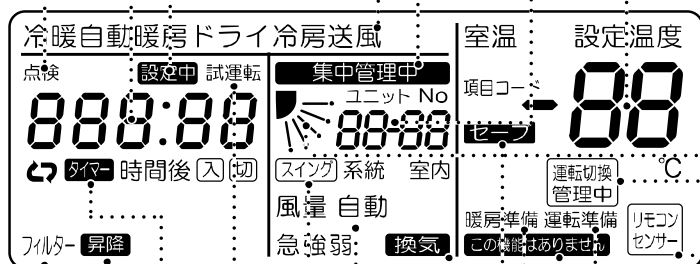 冷暖自動暖房ドライ冷房送風 室温 設定温度
点検 設定中 試運転 集中管理中
項目コード
ユニット No
888:88 88-88 88
セーブ
タイマー 時間後 入 切 スイング 系統 室内 運転切換 ℃
管理中
風量 自動
暖房準備 運転準備 リモコン
フィルター 昇降 急強弱 換気 この機能はありません センサー